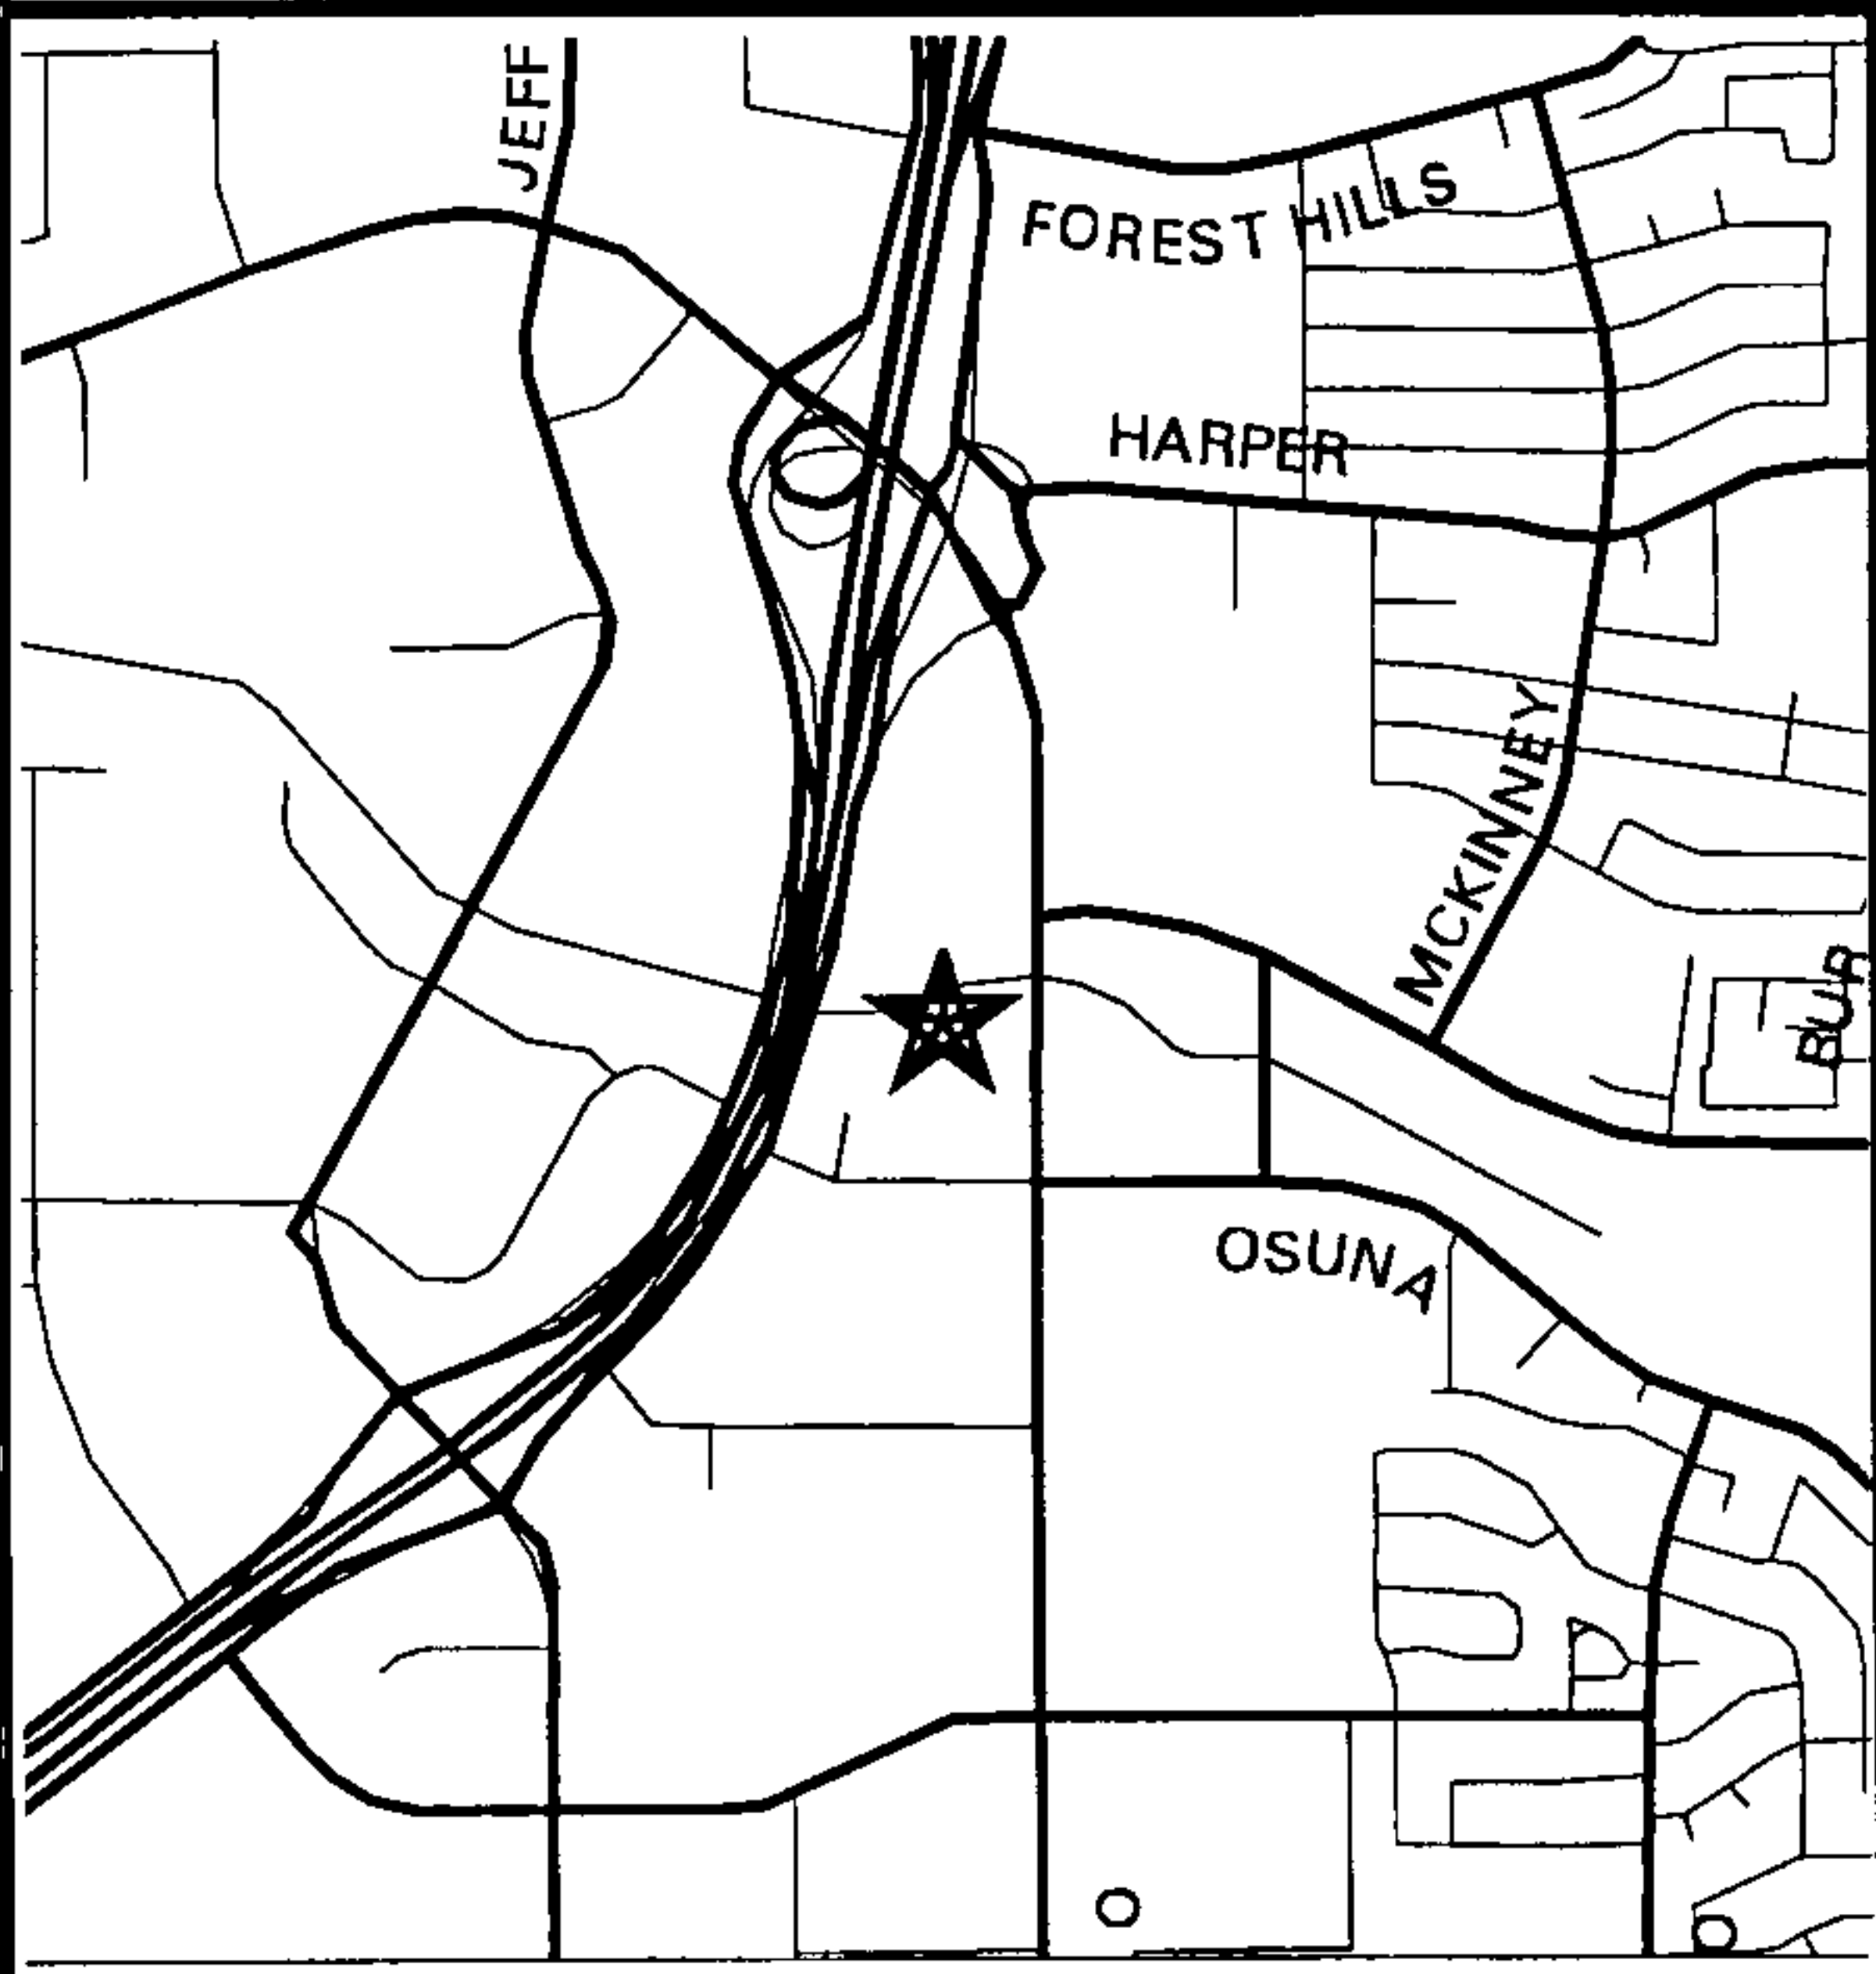 JEFF
FOREST HILLS
HARPER
MCKINNEY
BUR
OSUNA
O
O